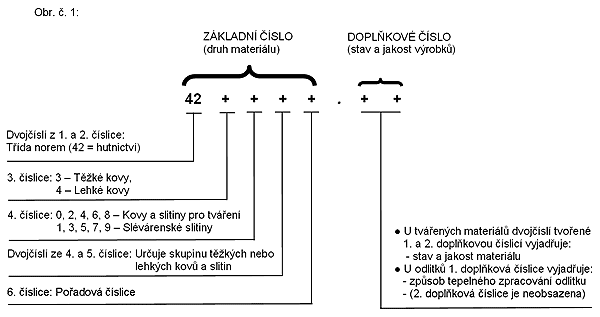 Obr. č. 1:
ZÁKLADNÍ ČÍSLO
(druh materiálu)
DOPLŇKOVÉ ČÍSLO
(stav a jakost výrobků)
42 + + + + . + +
Dvojčíslí z 1. a 2. číslice:
Třída norem (42 = hutnictví)
3. číslice: 3 – Těžké kovy,
4 – Lehké kovy
4. číslice: 0, 2, 4, 6, 8 – Kovy a slitiny pro tváření
1, 3, 5, 7, 9 – Slévárenské slitiny
Dvojčíslí ze 4. a 5. číslice: Určuje skupinu těžkých nebo
lehkých kovů a slitin
6. číslice: Pořadová číslice
● U tvářených materiálů dvojčíslí tvořené
1. a 2. doplňkovou číslicí vyjadřuje:
- stav a jakost materiálu
● U odlitků 1. doplňková číslice vyjadřuje:
- způsob tepelného zpracování odlitku
- (2. doplňková číslice je neobsazena)